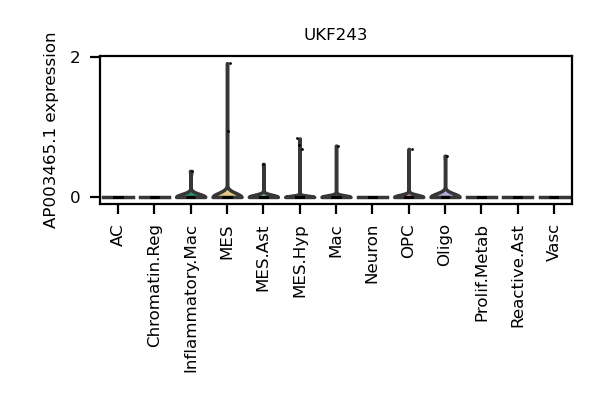 UKF243
AP003465.1 expression
2
0
AC
Chromatin.Reg
Inflammatory.Mac
MES
MES.Ast
MES.Hyp
Mac
Neuron
OPC
Oligo
Prolif.Metab
Reactive.Ast
Vasc